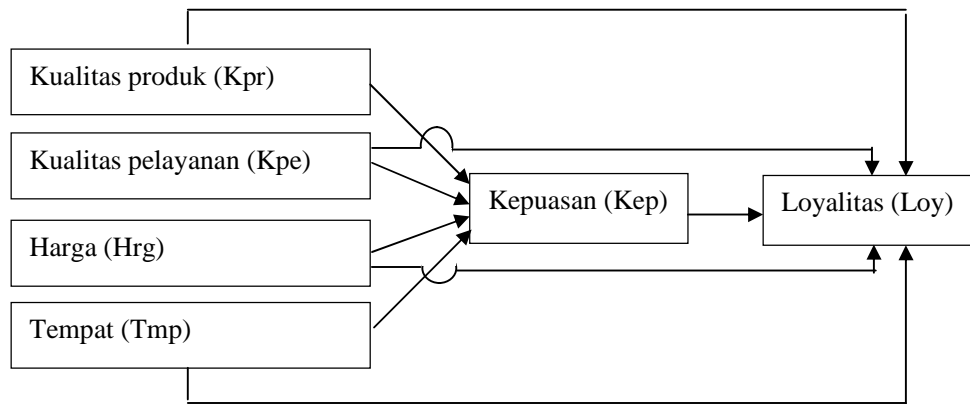 Kualitas produk (Kpr)
Kualitas pelayanan (Kpe)
Kepuasan (Kep)
Loyalitas (Loy)
Harga (Hrg)
Tempat (Tmp)